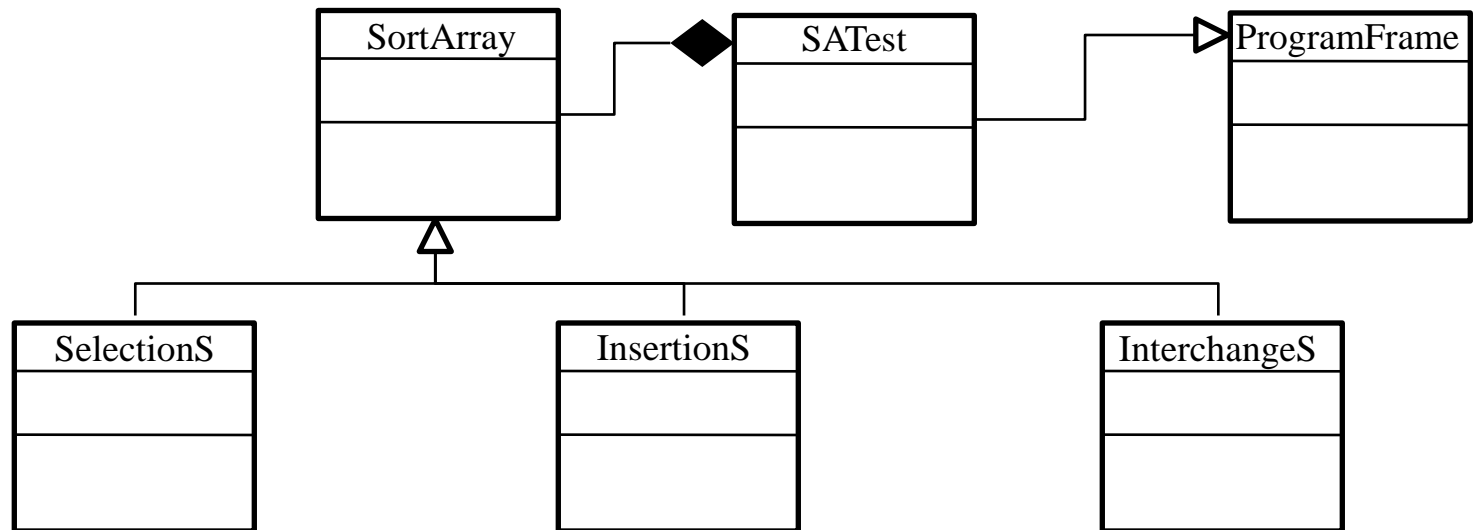 SortArray
SATest
ProgramFrame
SelectionS
InsertionS
InterchangeS